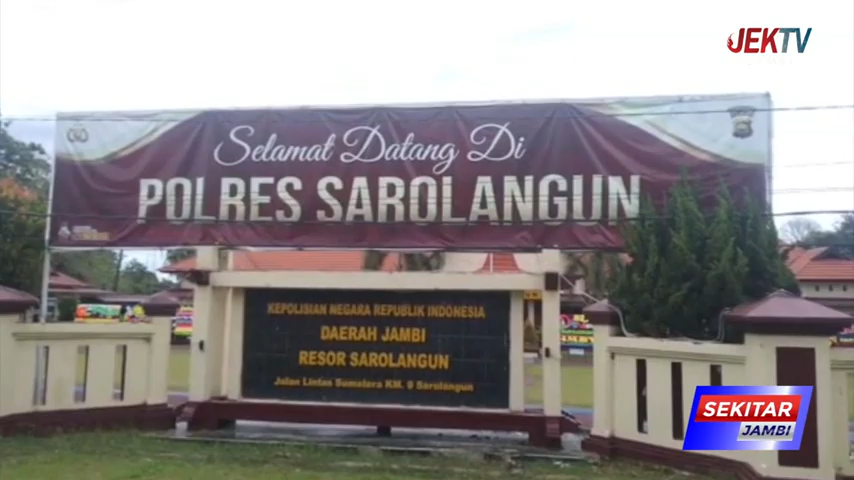 JEKTV
Selamat Datang Di
POLRES SAROLANGUN
KEPOLISIAN NEGARA REPUBLIK INDONESIA
DAERAH JAMBI
RESOR SAROLANGUN
Jalan Lintas Sumatera KM. 9 Sarolangun
SEKITAR
JAMBI